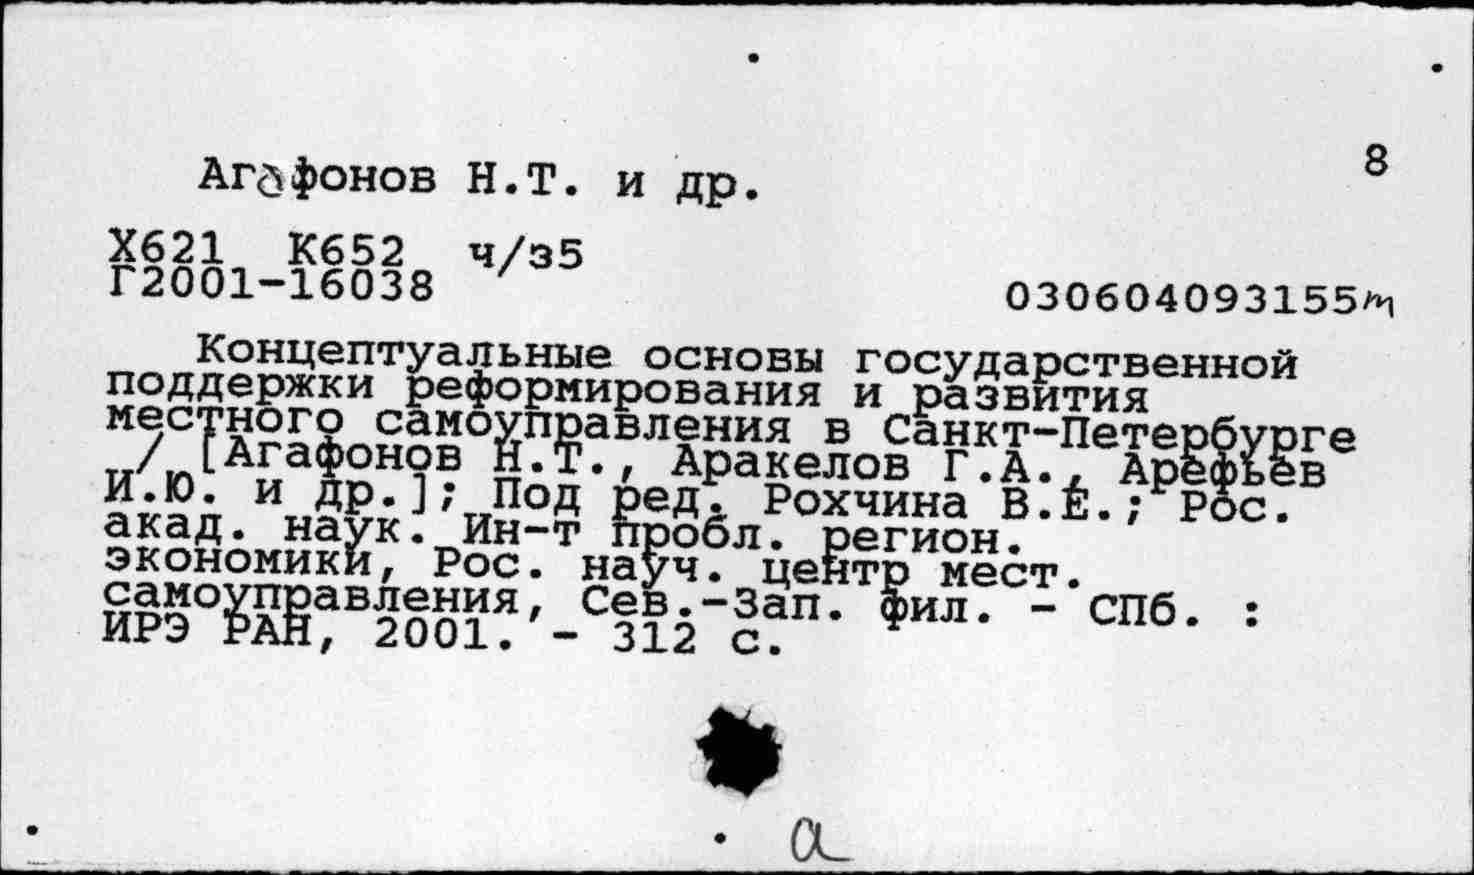 8
Агафонов Н.Т. и др.
Х621 К652 ч/з5
Г2001-16038
030604093155
Концептуальные основы государственной
поддержки реформирования и развития
местного самоуправления в Санкт-Петербурге
/ [Агафонов Н.Т., Аракелов Г.А., Арефьев
И.Ю. и др.]; Под ред. Рохчина В.Е.; Рос.
акад. наук. Ин-т пробл. регион.
экономики, Рос. науч. центр мест.
самоуправления, Сев.-Зап. фил. - СПб. :
ИРЭ РАН, 2001. - 312 с.
а